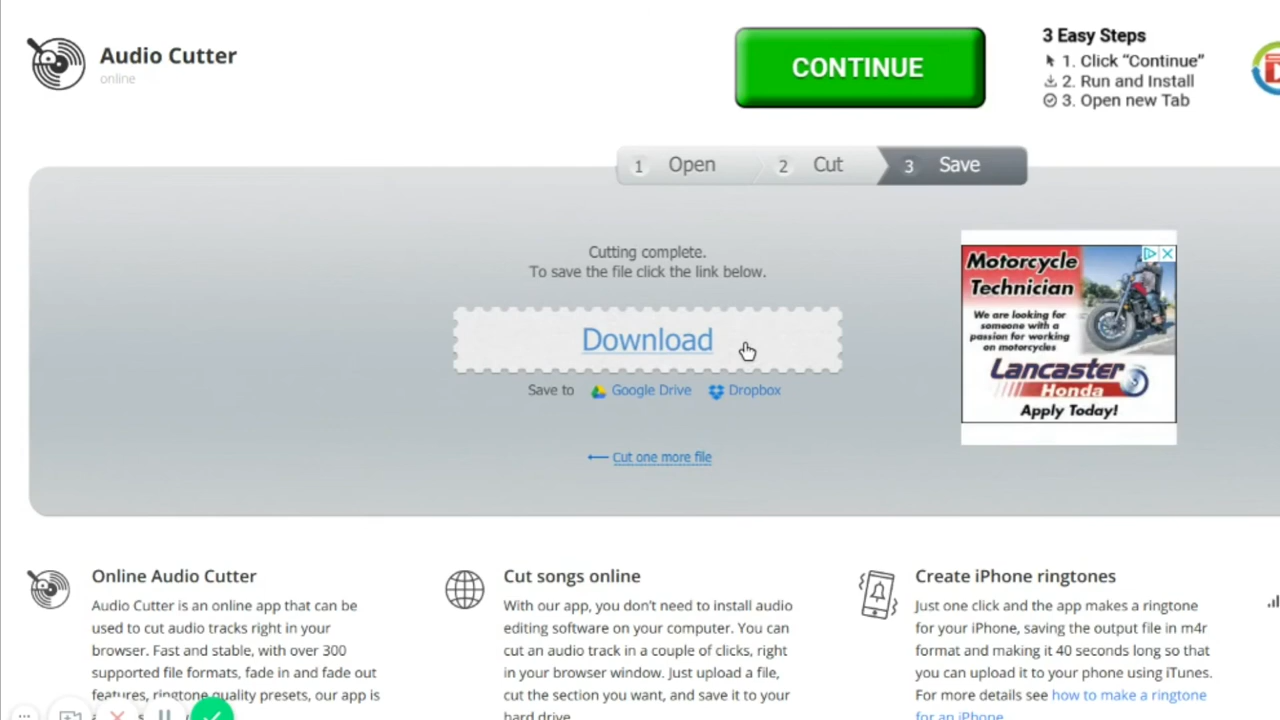 Audio Cutter
online
CONTINUE
3 Easy Steps
1. Click “Continue”
2. Run and Install
3. Open new Tab
1 Open
2 Cut
3 Save
Cutting complete.
To save the file click the link below.
Download
Save to Google Drive Dropbox
Cut one more file
Motorcycle
Technician
We are looking for
someone with a
passion for working
on motorcycles
Lancaster
Honda
Apply Today!
Online Audio Cutter
Audio Cutter is an online app that can be
used to cut audio tracks right in your
browser. Fast and stable, with over 300
supported file formats, fade in and fade out
features, ringtone quality presets, our app is
Cut songs online
With our app, you don't need to install audio
editing software on your computer. You can
cut an audio track in a couple of clicks, right
in your browser window. Just upload a file,
cut the section you want, and save it to your
hard drive.
Create iPhone ringtones
Just one click and the app makes a ringtone
for your iPhone, saving the output file in m4r
format and making it 40 seconds long so that
you can upload it to your phone using iTunes.
For more details see how to make a ringtone
for an iPhone.